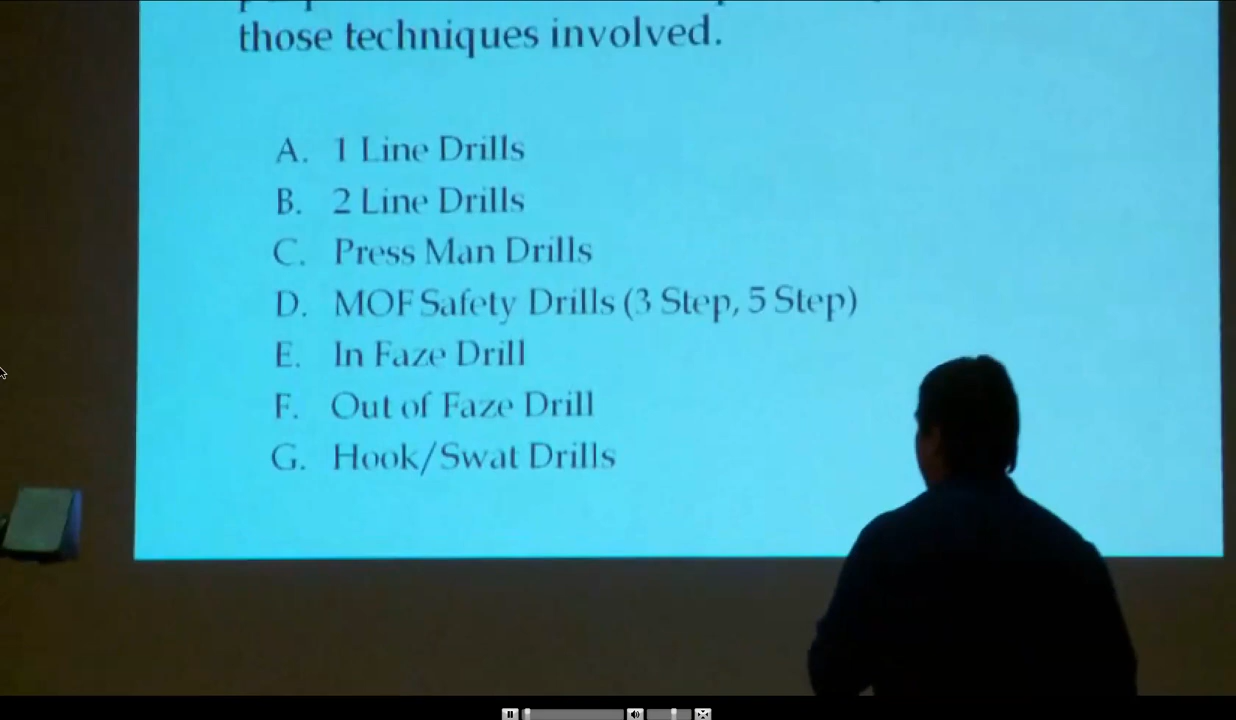 those techniques involved.
A. 1 Line Drills
B. 2 Line Drills
C. Press Man Drills
D. MOF Safety Drills (3 Step, 5 Step)
E. In Faze Drill
F. Out of Faze Drill
G. Hook/Swat Drills